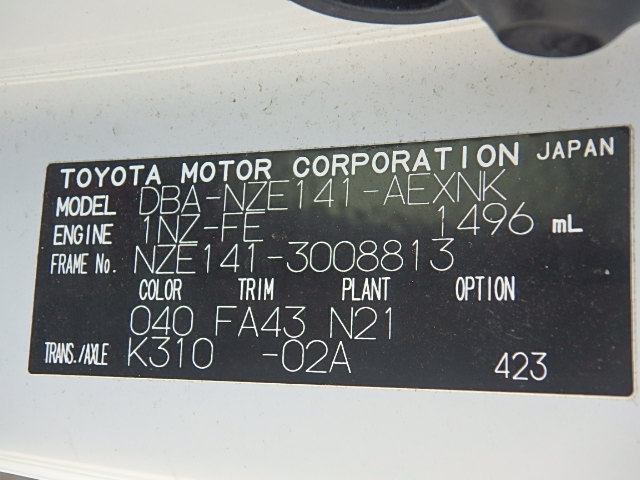 TOYOTA MOTOR CORPORATION JAPAN
MODEL DBA-NZE141-AEXNK
ENGINE 1NZ-FE 1496 mL
FRAME No. NZE141-3008813
COLOR TRIM PLANT OPTION
040 FA43 N21
TRANS./AXLE K310 -02A 423